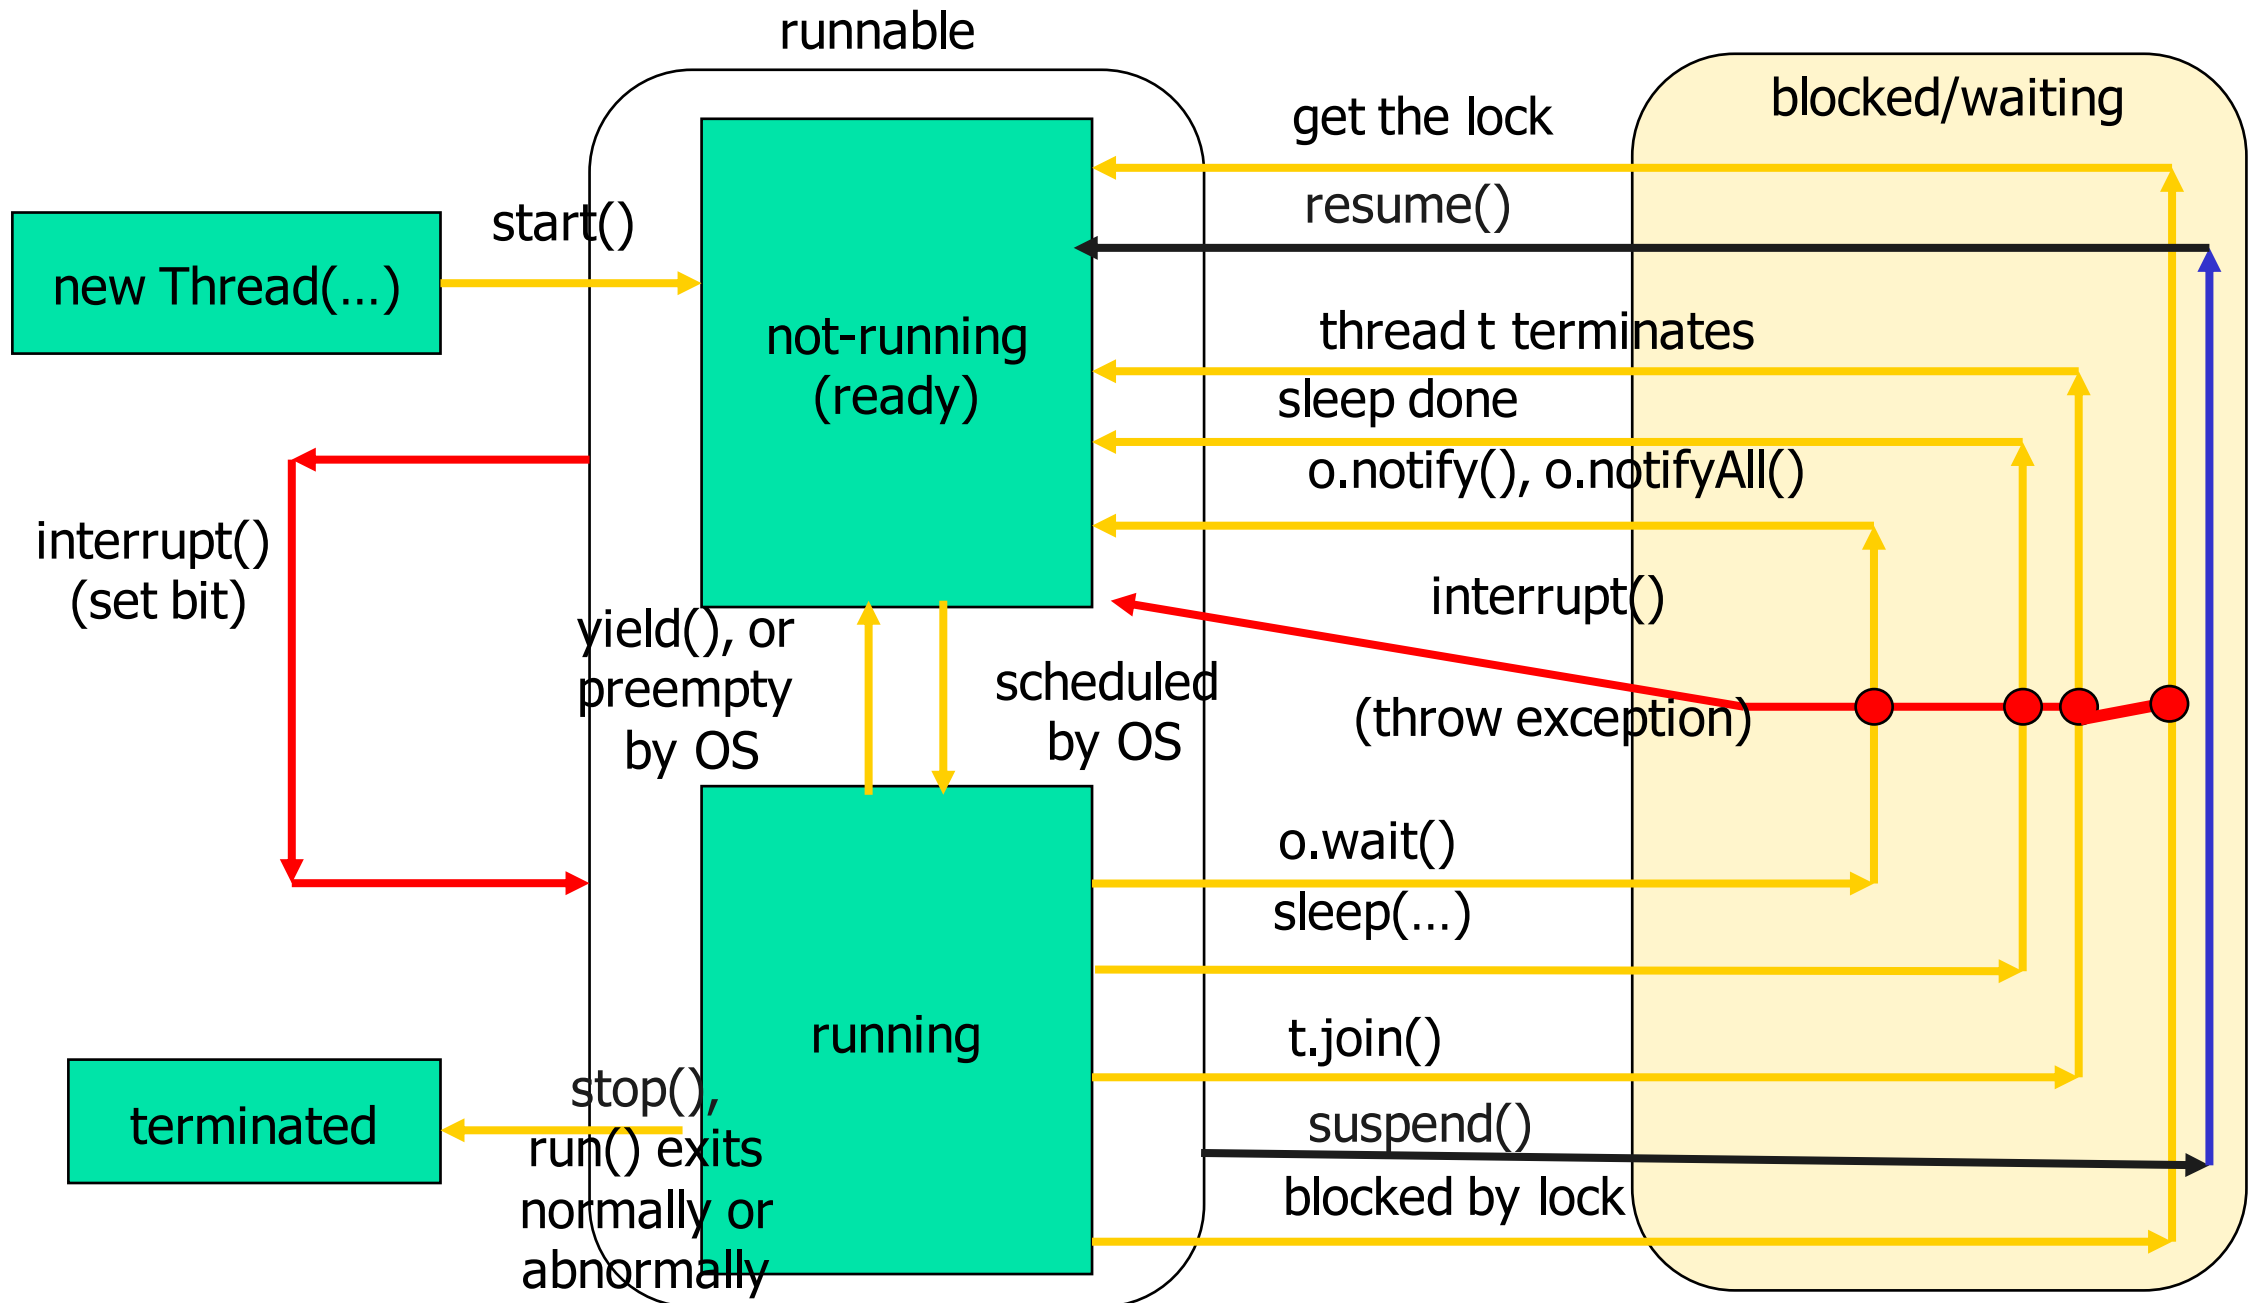 runnable
blocked/waiting
get the lock
resume()
start()
new Thread(...)
not-running
(ready)
thread t terminates
sleep done
o.notify(), o.notifyAll()
interrupt()
(set bit)
interrupt()
(throw exception)
yield(), or
preempty
by OS
scheduled
by OS
o.wait()
sleep(...)
running
t.join()
terminated
stop(),
run() exits
normally or
abnormally
suspend()
blocked by lock